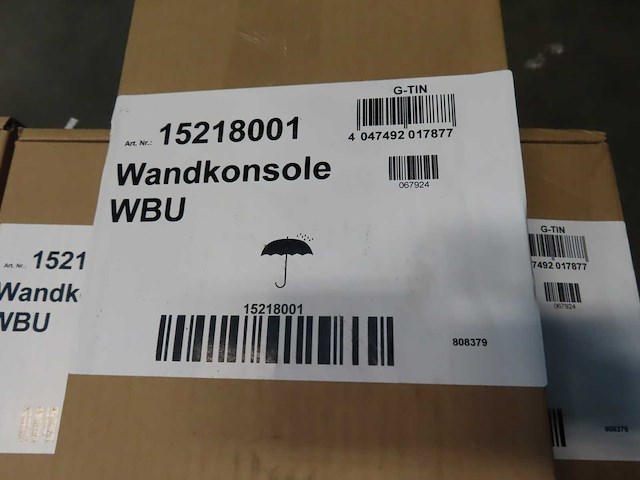 G-TIN
Art. Nr.: 15218001
4 047492 017877
Wandkonsole
067924
WBU
15218001
808379
Art. Nr.: 1521
Wandk
WBU
G-TIN
7492 017877
067924
808379